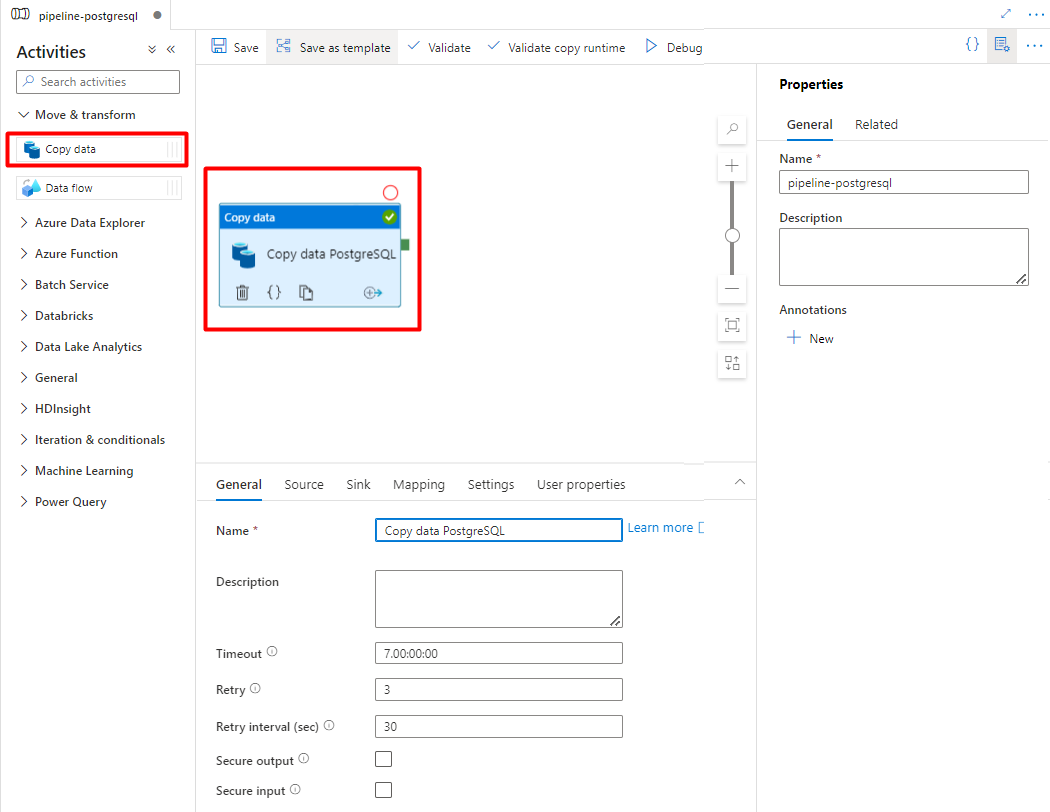 pipeline-postgresql
Activities
Search activities
Move & transform
Copy data
Data flow
Azure Data Explorer
Azure Function
Batch Service
Databricks
Data Lake Analytics
General
HDInsight
Iteration & conditionals
Machine Learning
Power Query
Save
Save as template
Validate
Validate copy runtime
Debug
Copy data
Copy data PostgreSQL
General
Source
Sink
Mapping
Settings
User properties
Name *
Copy data PostgreSQL
Learn more
Description
Timeout
7.00:00:00
Retry
3
Retry interval (sec)
30
Secure output
Secure input
Properties
General
Related
Name *
pipeline-postgresql
Description
Annotations
New